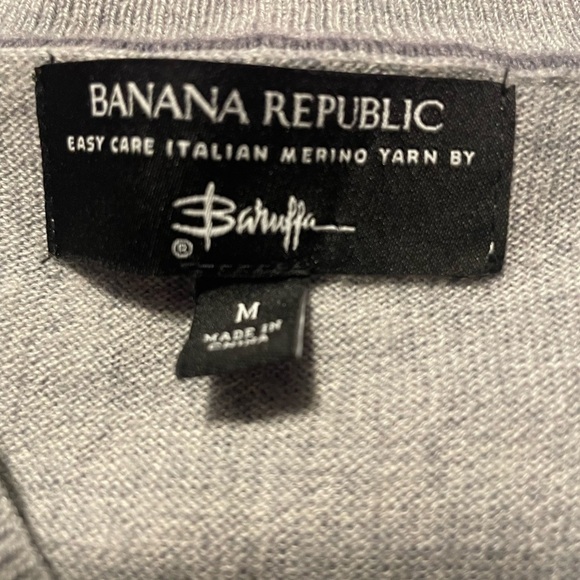 BANANA REPUBLIC
EASY CARE ITALIAN MERINO YARN BY
Baruffa
®
M
MADE IN
CHINA